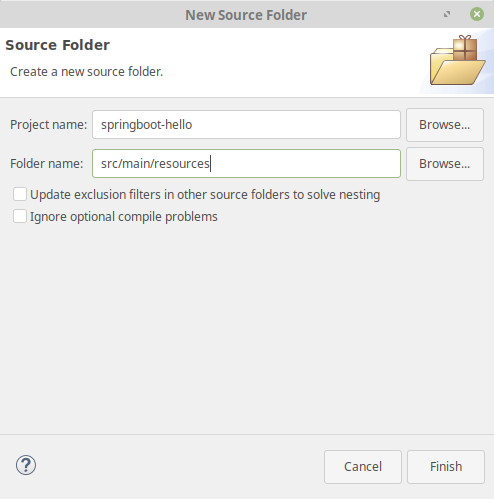 New Source Folder
Source Folder
Create a new source folder.
Project name: springboot-hello Browse...
Folder name: src/main/resources Browse...
Update exclusion filters in other source folders to solve nesting
Ignore optional compile problems
? Cancel Finish